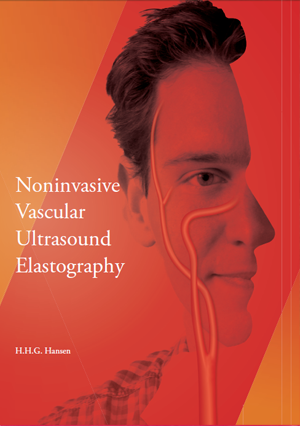 Noninvasive
Vascular
Ultrasound
Elastography
H.H.G. Hansen